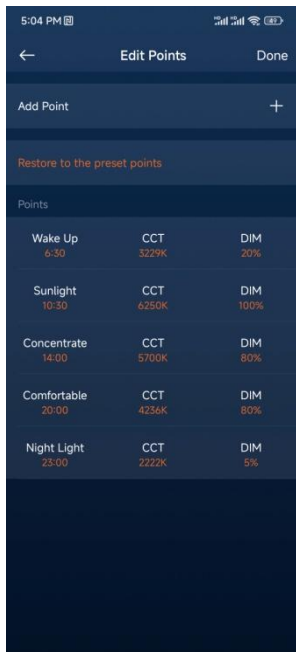 5:04 PM
Edit Points
Done
Add Point
Restore to the preset points
Points
Wake Up CCT DIM
6:30 3229K 20%
Sunlight CCT DIM
10:30 6250K 100%
Concentrate CCT DIM
14:00 5700K 80%
Comfortable CCT DIM
20:00 4236K 80%
Night Light CCT DIM
23:00 2222K 5%